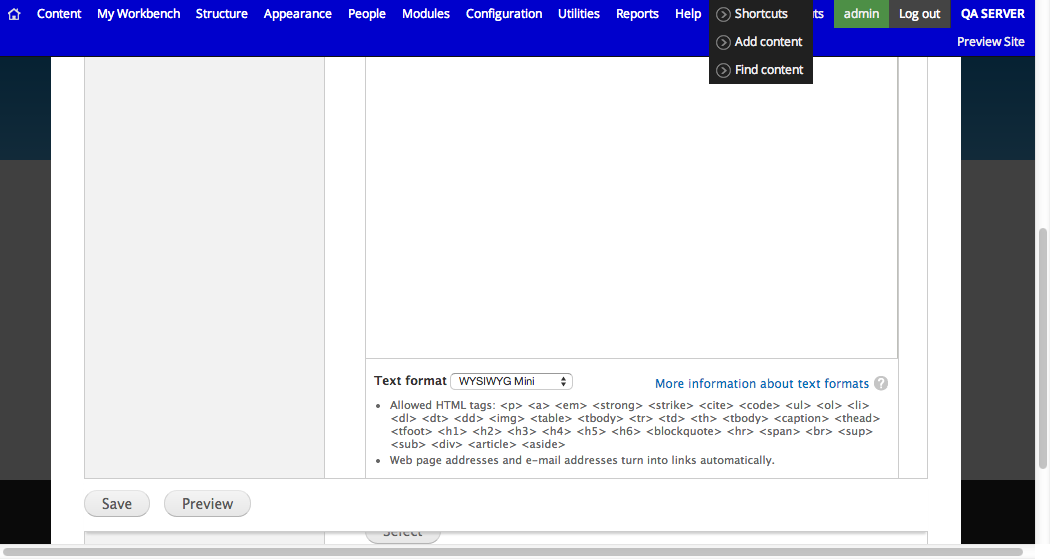 Content My Workbench Structure Appearance People Modules Configuration Utilities Reports Help Shortcuts admin Log out QA SERVER
Add content Preview Site
Find content
Text format WYSIWYG Mini More information about text formats ?
Allowed HTML tags: <p> <a> <em> <strong> <strike> <cite> <code> <ul> <ol> <li>
<dl> <dt> <dd> <img> <table> <tbody> <tr> <td> <th> <tbody> <caption> <thead>
<tfoot> <h1> <h2> <h3> <h4> <h5> <h6> <blockquote> <hr> <span> <br> <sup>
<sub> <div> <article> <aside>
Web page addresses and e-mail addresses turn into links automatically.
Save Preview
Select